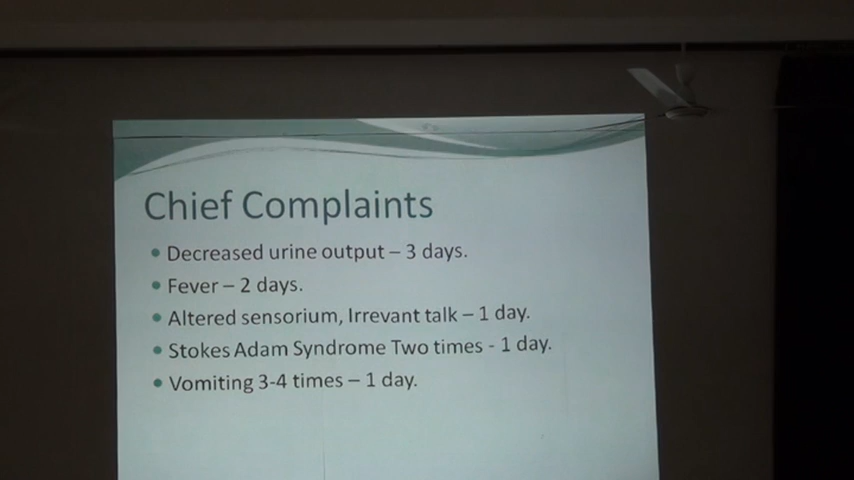 Chief Complaints
• Decreased urine output – 3 days.
• Fever – 2 days.
• Altered sensorium, Irrevant talk – 1 day.
• Stokes Adam Syndrome Two times - 1 day.
• Vomiting 3-4 times – 1 day.